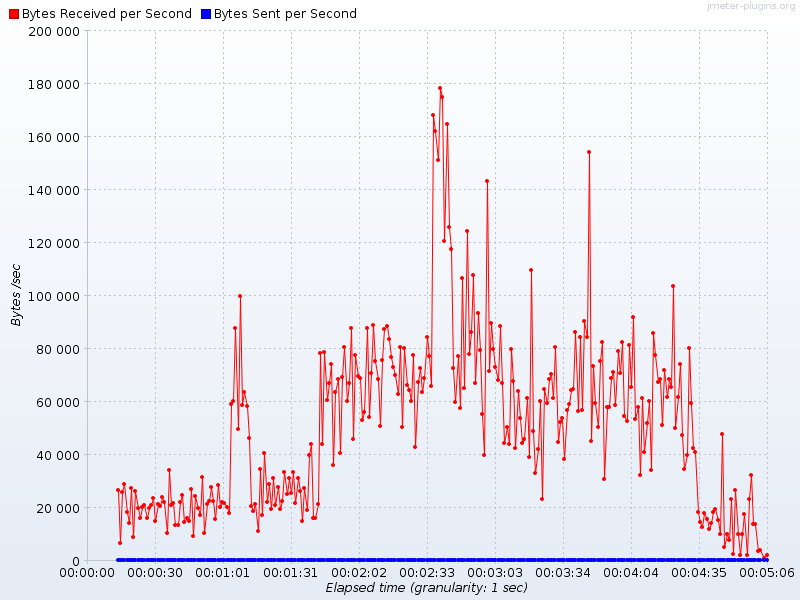 jmeter-plugins.org
Bytes Received per Second Bytes Sent per Second
200 000
180 000
160 000
140 000
120 000
100 000
80 000
60 000
40 000
20 000
0
Bytes /sec
00:00:00 00:00:30 00:01:01 00:01:31 00:02:02 00:02:33 00:03:03 00:03:34 00:04:04 00:04:35 00:05:06
Elapsed time (granularity: 1 sec)